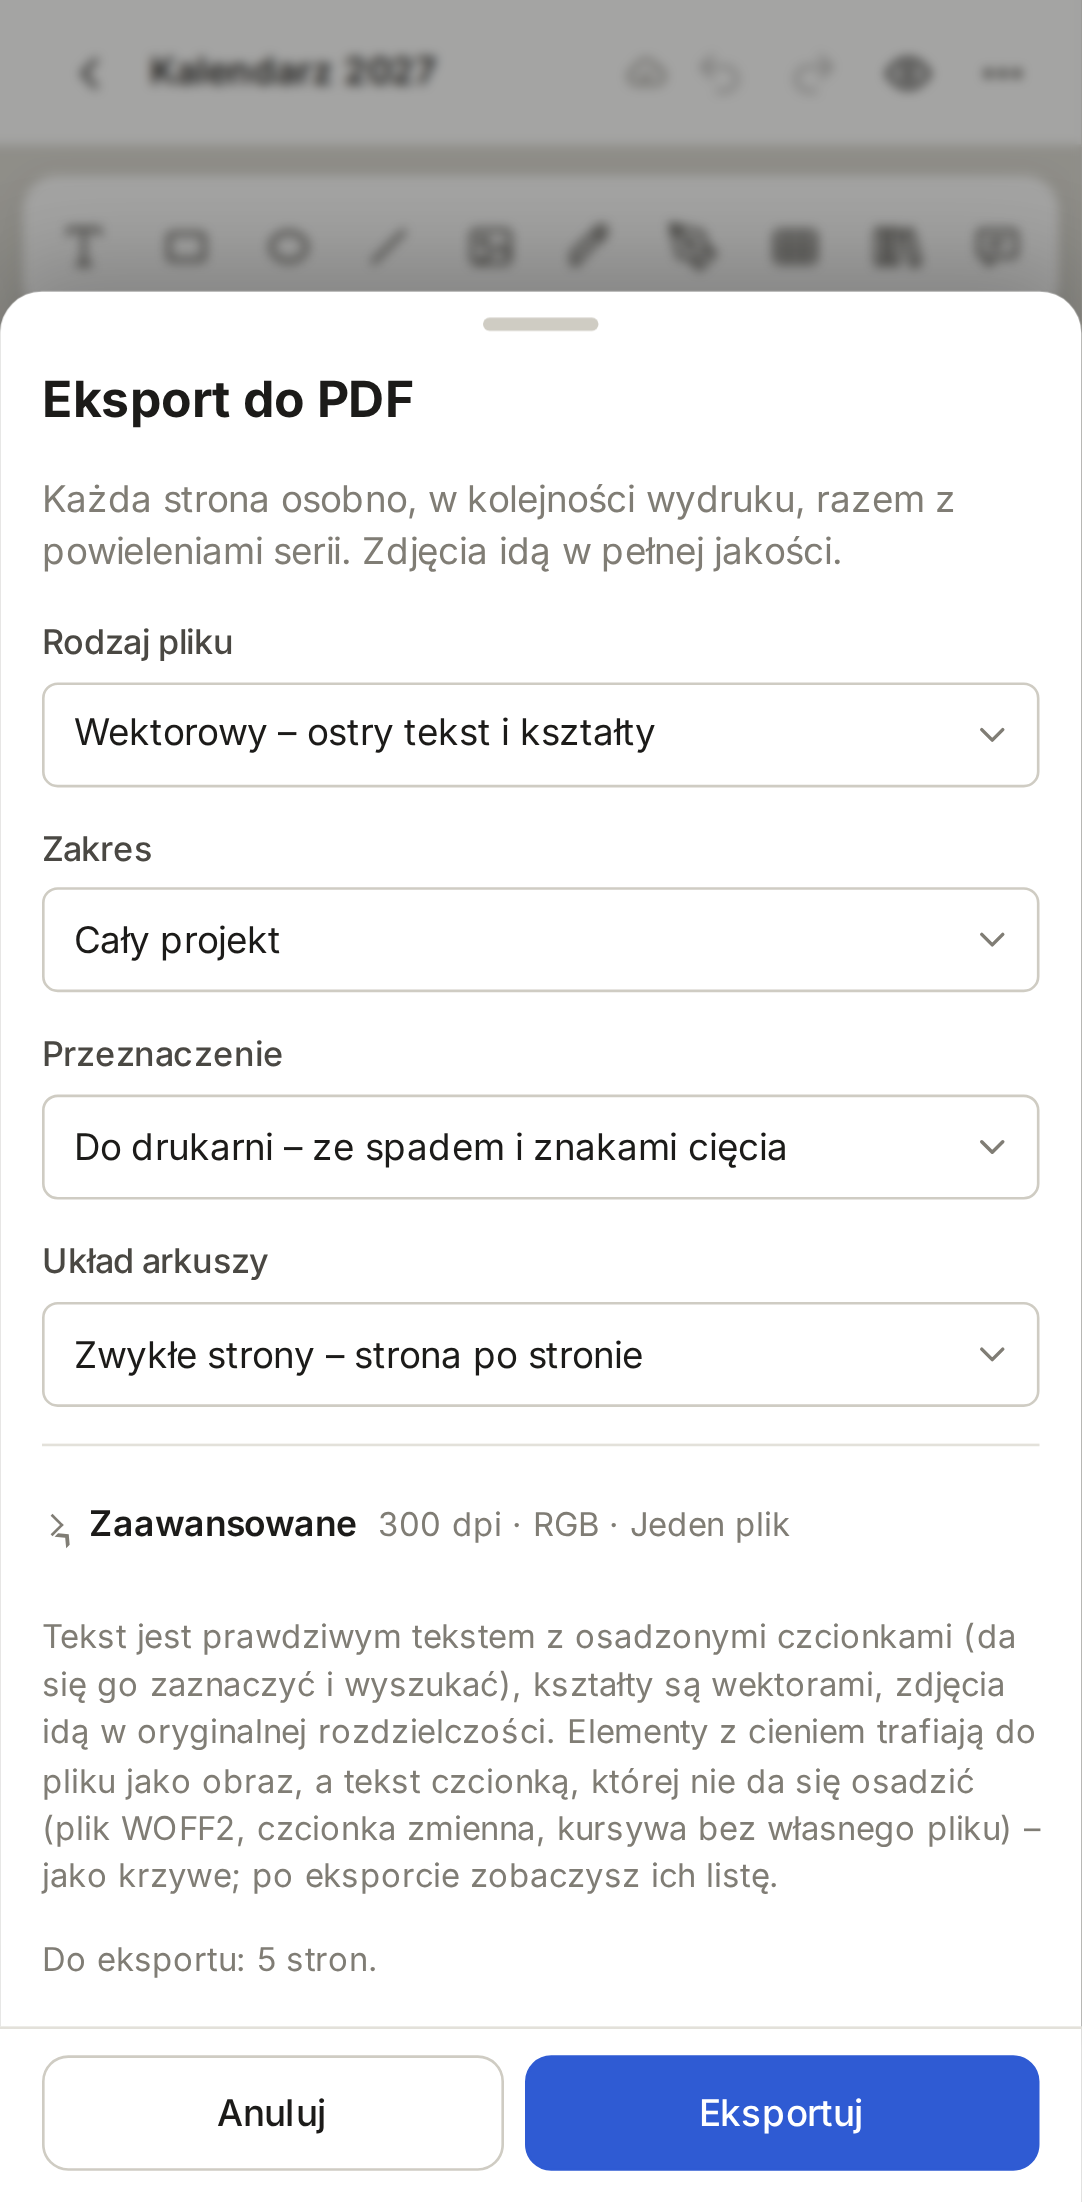 Kalendarz 2027
Eksport do PDF
Każda strona osobno, w kolejności wydruku, razem z
powieleniami serii. Zdjęcia idą w pełnej jakości.
Rodzaj pliku
Wektorowy – ostry tekst i kształty
Zakres
Cały projekt
Przeznaczenie
Do drukarni – ze spadem i znakami cięcia
Układ arkuszy
Zwykłe strony – strona po stronie
Zaawansowane 300 dpi · RGB · Jeden plik
Tekst jest prawdziwym tekstem z osadzonymi czcionkami (da
się go zaznaczyć i wyszukać), kształty są wektorami, zdjęcia
idą w oryginalnej rozdzielczości. Elementy z cieniem trafiają do
pliku jako obraz, a tekst czcionką, której nie da się osadzić
(plik WOFF2, czcionka zmienna, kursywa bez własnego pliku) –
jako krzywe; po eksporcie zobaczysz ich listę.
Do eksportu: 5 stron.
Anuluj
Eksportuj